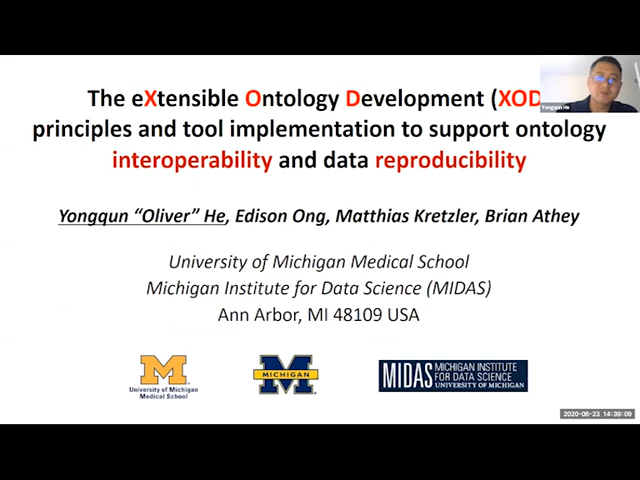 The eXtensible Ontology Development (XOD
principles and tool implementation to support ontology
interoperability and data reproducibility
Yongqun “Oliver” He, Edison Ong, Matthias Kretzler, Brian Athey
University of Michigan Medical School
Michigan Institute for Data Science (MIDAS)
Ann Arbor, MI 48109 USA
M
University of Michigan
Medical School
M
MICHIGAN
MIDAS
MICHIGAN INSTITUTE
FOR DATA SCIENCE
UNIVERSITY OF MICHIGAN
Yongqun He
2020-06-23 14:39:09